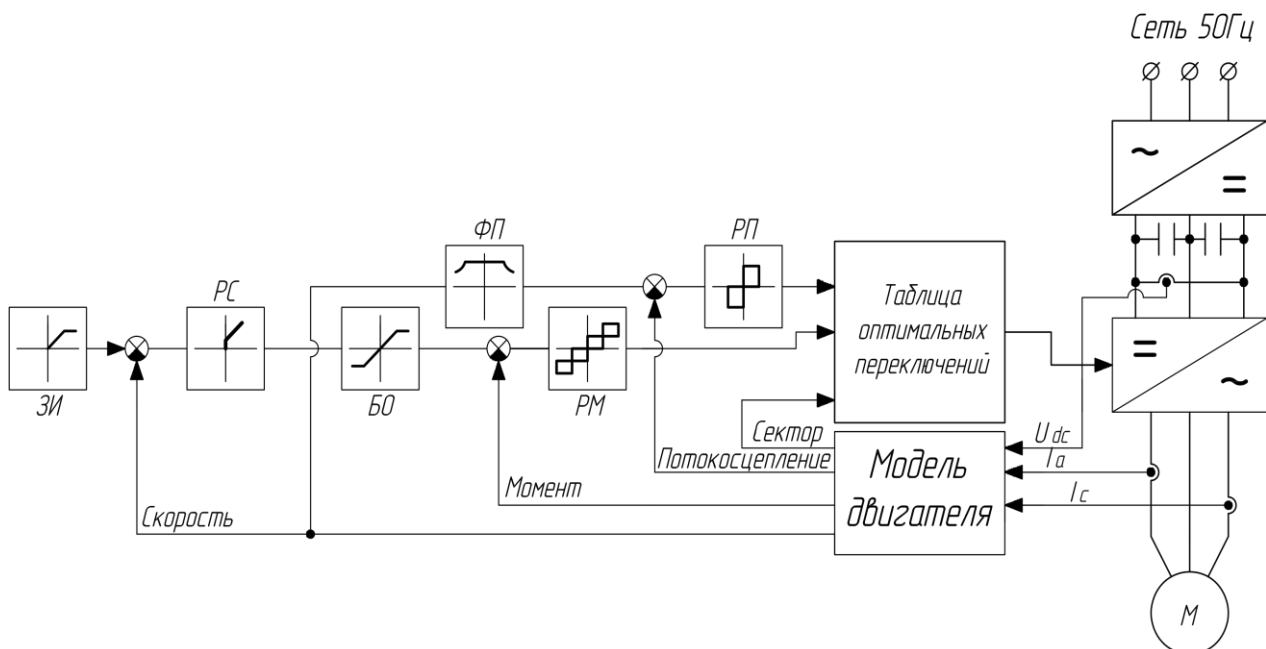 Сеть 50Гц
ФП
РП
РС
Таблица
оптимальных
переключений
ЗИ
БО
РМ
Сектор
Потокосцепление
Момент
Скорость
Модель
двигателя
U dc
I a
I c
М